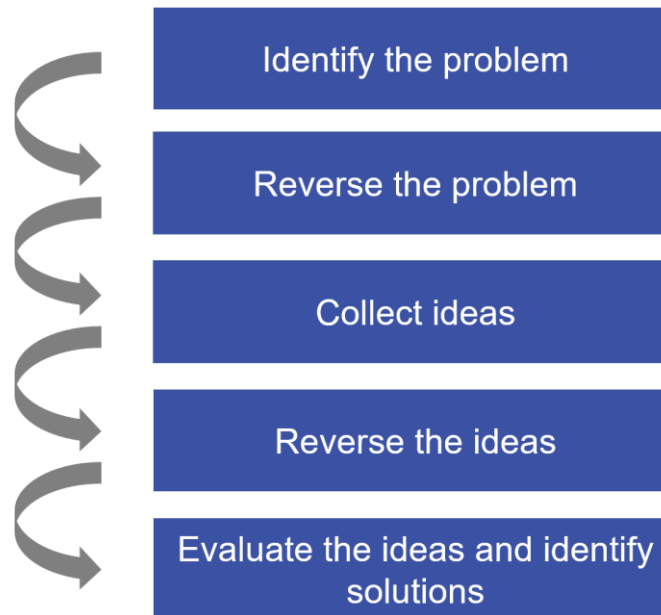 Identify the problem
Reverse the problem
Collect ideas
Reverse the ideas
Evaluate the ideas and identify
solutions